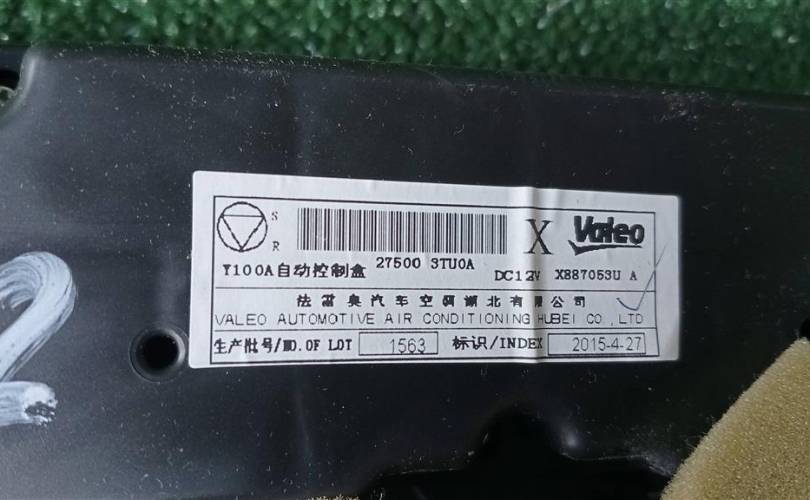 S
R
X
Valeo
Y100A自动控制盒 27500 3TU0A DC12V X887053U A
法雷奥汽车空调湖北有限公司
VALEO AUTOMOTIVE AIR CONDITIONING HUBEI CO.,LTD
生产批号/NO.OF LOT 1563 标识/INDEX 2015-4-27
2